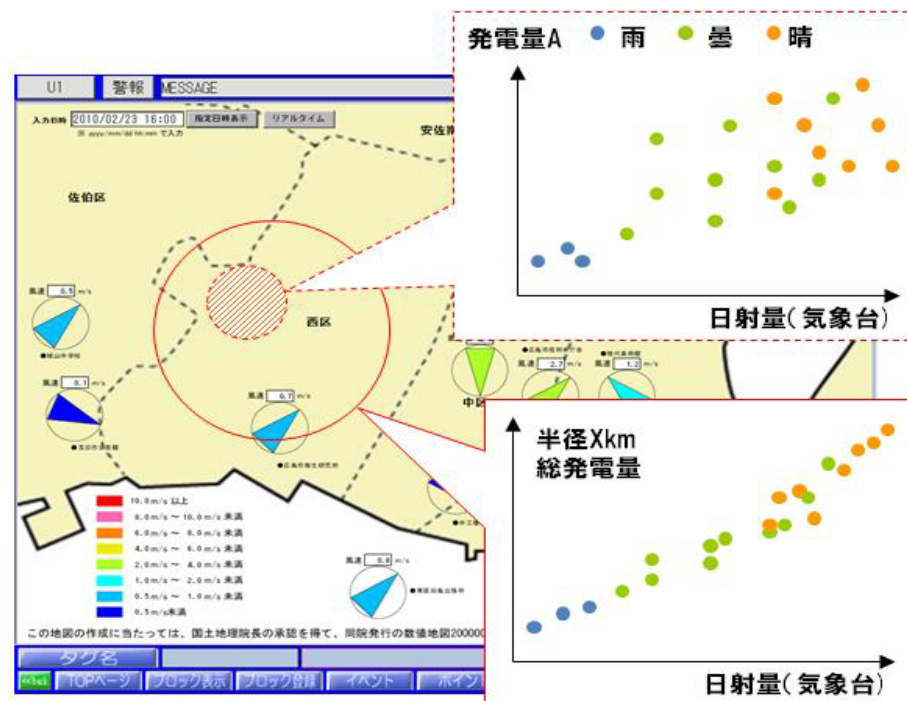 発電量A ● 雨 ● 曇 ● 晴
日射量(気象台)
U1 警報 MESSAGE
入力日時 2010/02/23 16:00 指定日時表示 リアルタイム
※ yyyy/mm/dd hh:mm で入力
安佐南
佐伯区
風速 0.5 m/s
西区
風速 0.1 m/s
風速 0.7 m/s
中区
2.7 m/s
風速 1.2 m/s
半径Xkm
総発電量
日射量(気象台)
10.0m/s 以上
8.0m/s ～ 10.0m/s 未満
6.0m/s ～ 8.0m/s 未満
4.0m/s ～ 6.0m/s 未満
2.0m/s ～ 4.0m/s 未満
1.0m/s ～ 2.0m/s 未満
0.5m/s ～ 1.0m/s 未満
0.5m/s未満
風速 0.8 m/s
この地図の作成に当たっては、国土地理院長の承認を得て、同院発行の数値地図200000
タグ名
<<back TOPページ ブロック表示 ブロック登録 イベント ポイント